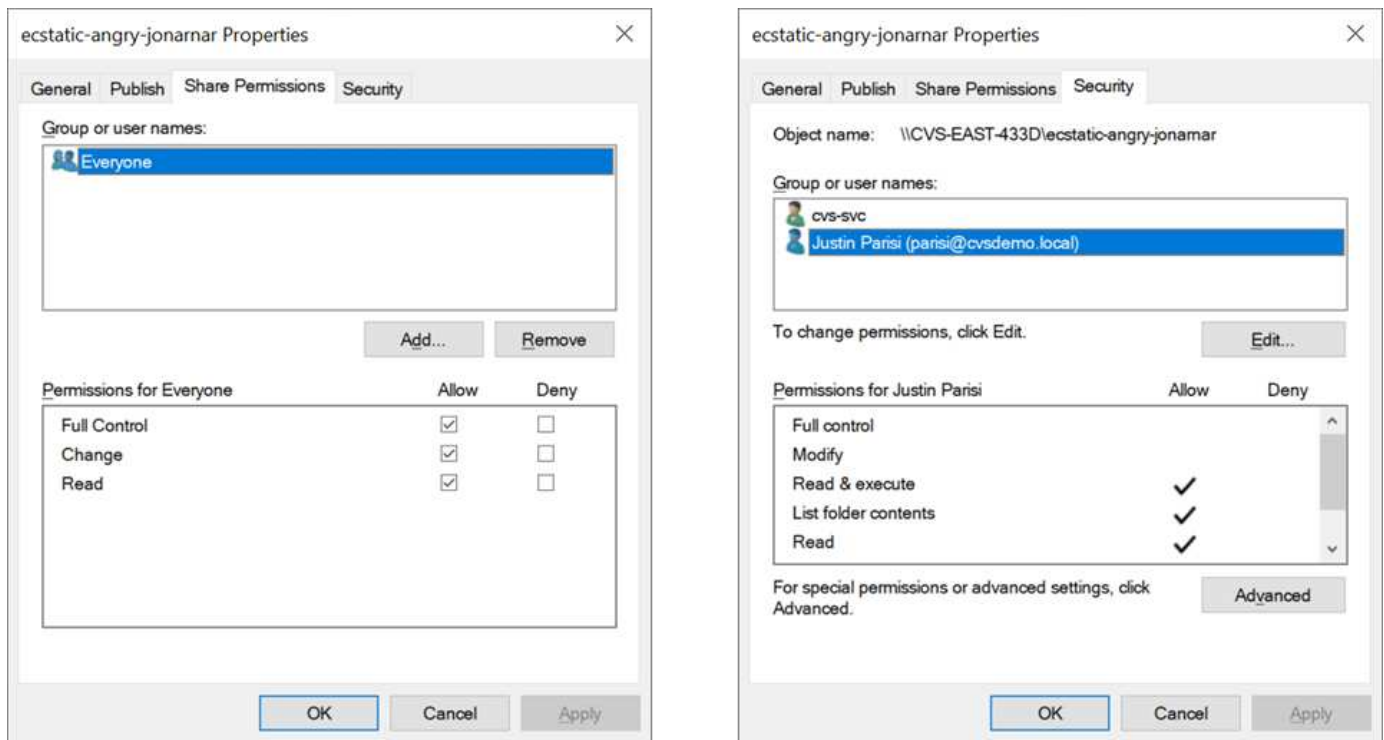 ecstatic-angry-jonarnar Properties
General Publish Share Permissions Security
Group or user names:
Everyone
Add... Remove
Permissions for Everyone Allow Deny
Full Control
Change
Read
OK Cancel Apply
ecstatic-angry-jonarnar Properties
General Publish Share Permissions Security
Object name: \\CVS-EAST-433D\ecstatic-angry-jonarnar
Group or user names:
cvs-svc
Justin Parisi (parisi@cvsdemo.local)
To change permissions, click Edit.
Edit...
Permissions for Justin Parisi Allow Deny
Full control
Modify
Read & execute
List folder contents
Read
For special permissions or advanced settings, click
Advanced.
Advanced
OK Cancel Apply